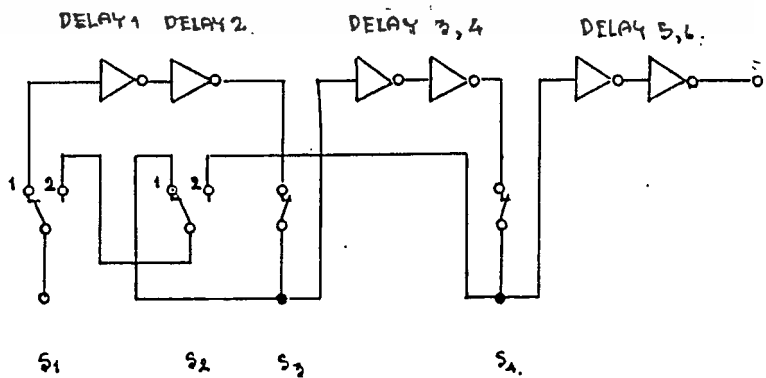 DELAY 1 DELAY 2. DELAY 3, 4 DELAY 5, 6.
1 2 1 2
S1 S2 S3 S4.